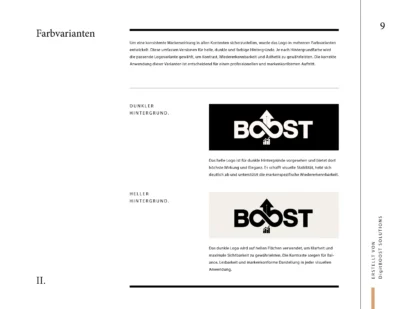 Farbvarianten
9
Um eine konsistente Markenwirkung in allen Kontexten sicherzustellen, wurde das Logo in mehreren Farbvarianten
entwickelt. Diese umfassen Versionen für helle, dunkle und farbige Hintergründe. Je nach Hintergrundfarbe wird
die passende Logovariante gewählt, um Kontrast, Wiedererkennbarkeit und Ästhetik zu gewährleisten. Die korrekte
Anwendung dieser Varianten ist entscheidend für einen professionellen und markenkonformen Auftritt.
DUNKLER
HINTERGRUND.
BOOST
Das helle Logo ist für dunkle Hintergründe vorgesehen und bietet dort
höchste Wirkung und Eleganz. Es schafft visuelle Stabilität, hebt sich
deutlich ab und unterstützt die markenspezifische Wiedererkennbarkeit.
HELLER
HINTERGRUND.
BOOST
Das dunkle Logo wird auf hellen Flächen verwendet, um Klarheit und
maximale Sichtbarkeit zu gewährleisten. Die Kontraste sorgen für
Lesbarkeit und markenkonforme Darstellung in jeder visuellen
Anwendung.
II.
ERSTELLT VON
DigitBOOST SOLUTIONS